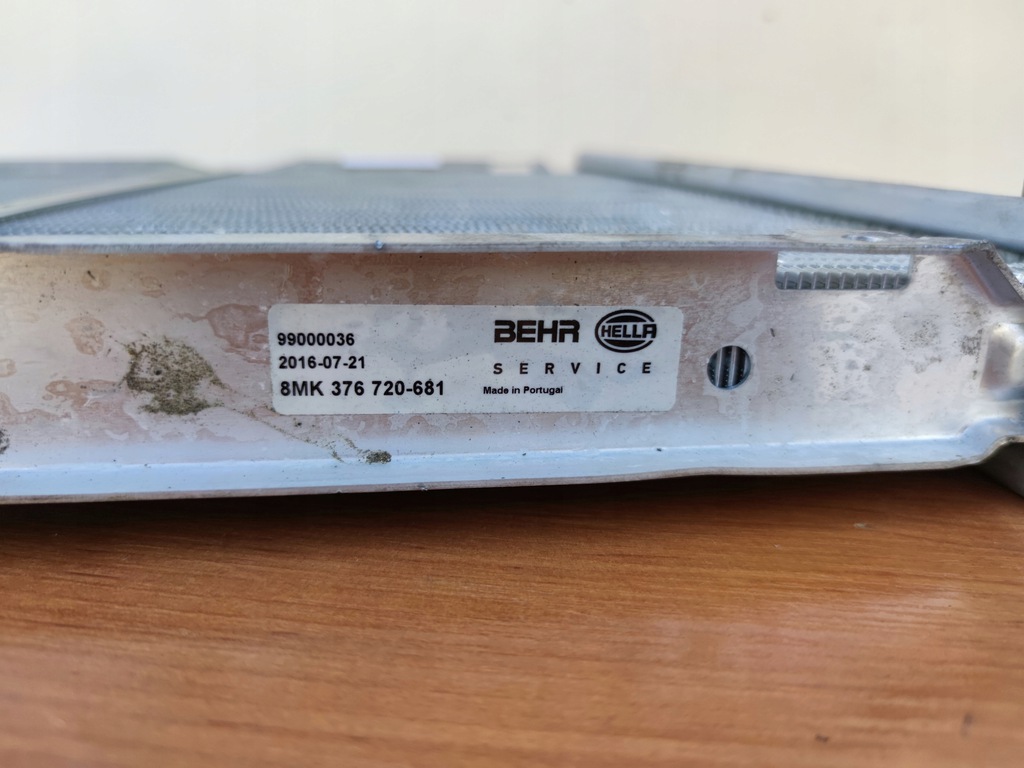 99000036
2016-07-21
8MK 376 720-681
BEHR HELLA
SERVICE
Made in Portugal